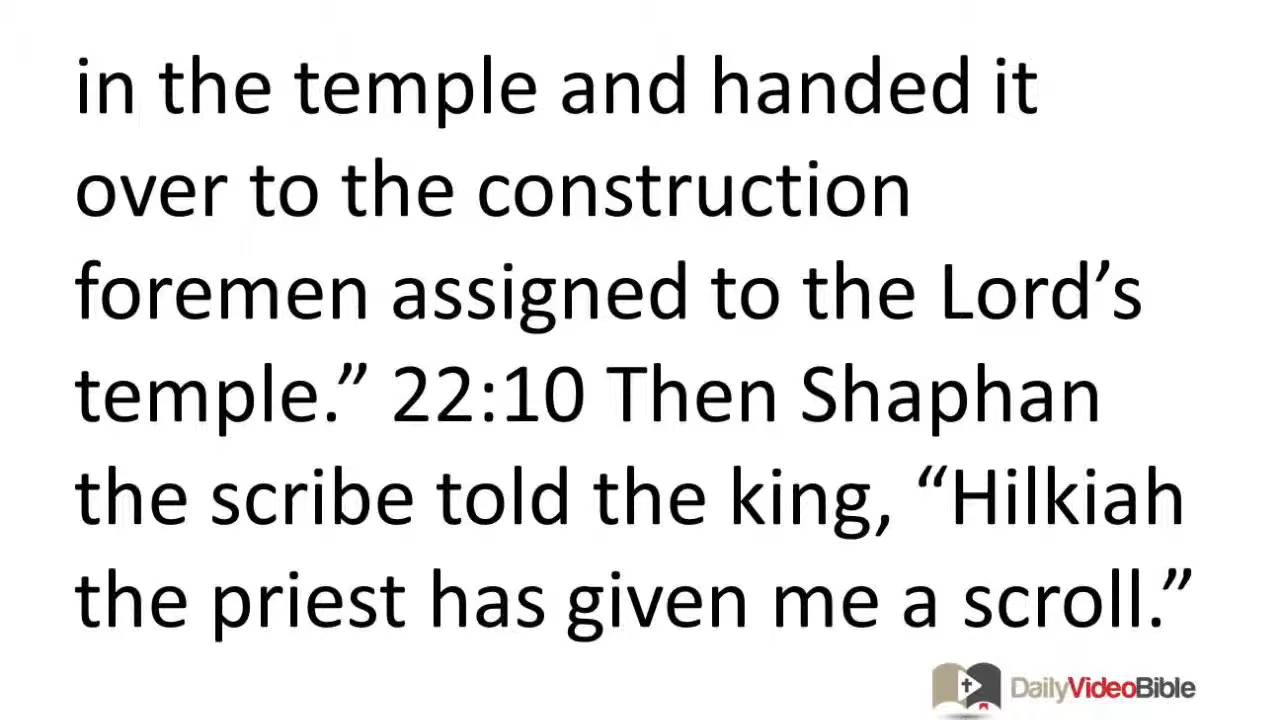 in the temple and handed it
over to the construction
foremen assigned to the Lord’s
temple.” 22:10 Then Shaphan
the scribe told the king, “Hilkiah
the priest has given me a scroll.”
DailyVideoBible